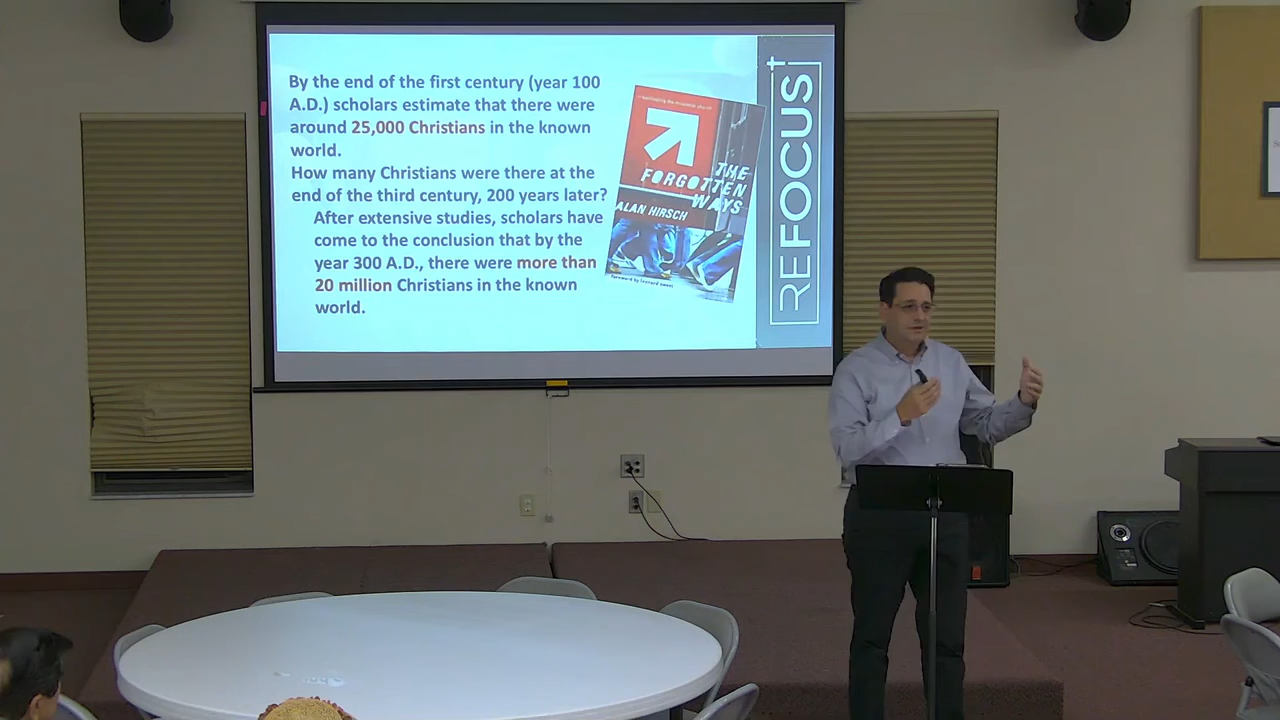 By the end of the first century (year 100
A.D.) scholars estimate that there were
around 25,000 Christians in the known
world.
How many Christians were there at the
end of the third century, 200 years later?
After extensive studies, scholars have
come to the conclusion that by the
year 300 A.D., there were more than
20 million Christians in the known
world.
THE
FORGOTTEN
WAYS
ALAN HIRSCH
REFOCUS